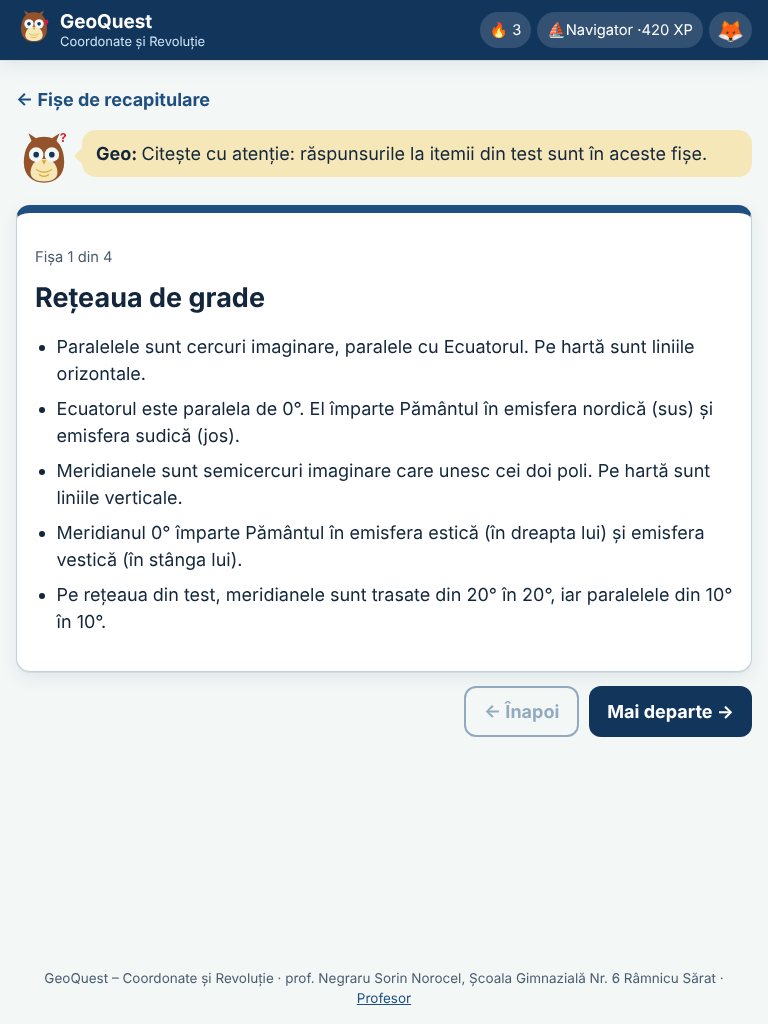 GeoQuest
Coordonate și Revoluție
🔥 3
⛵Navigator ·420 XP
← Fișe de recapitulare
?
Geo: Citește cu atenție: răspunsurile la itemii din test sunt în aceste fișe.
Fișa 1 din 4
Rețeaua de grade
• Paralelele sunt cercuri imaginare, paralele cu Ecuatorul. Pe hartă sunt liniile
orizontale.
• Ecuatorul este paralela de 0°. El împarte Pământul în emisfera nordică (sus) și
emisfera sudică (jos).
• Meridianele sunt semicercuri imaginare care unesc cei doi poli. Pe hartă sunt
liniile verticale.
• Meridianul 0° împarte Pământul în emisfera estică (în dreapta lui) și emisfera
vestică (în stânga lui).
• Pe rețeaua din test, meridianele sunt trasate din 20° în 20°, iar paralelele din 10°
în 10°.
← Înapoi
Mai departe →
GeoQuest – Coordonate și Revoluție · prof. Negraru Sorin Norocel, Școala Gimnazială Nr. 6 Râmnicu Sărat ·
Profesor